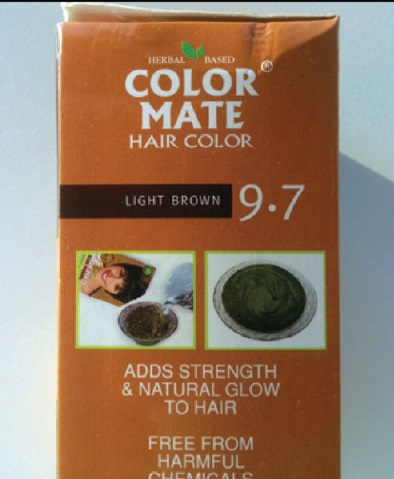 HERBAL BASED
COLOR®
MATE
HAIR COLOR
LIGHT BROWN 9.7
ADDS STRENGTH
& NATURAL GLOW
TO HAIR
FREE FROM
HARMFUL
CHEMICALS